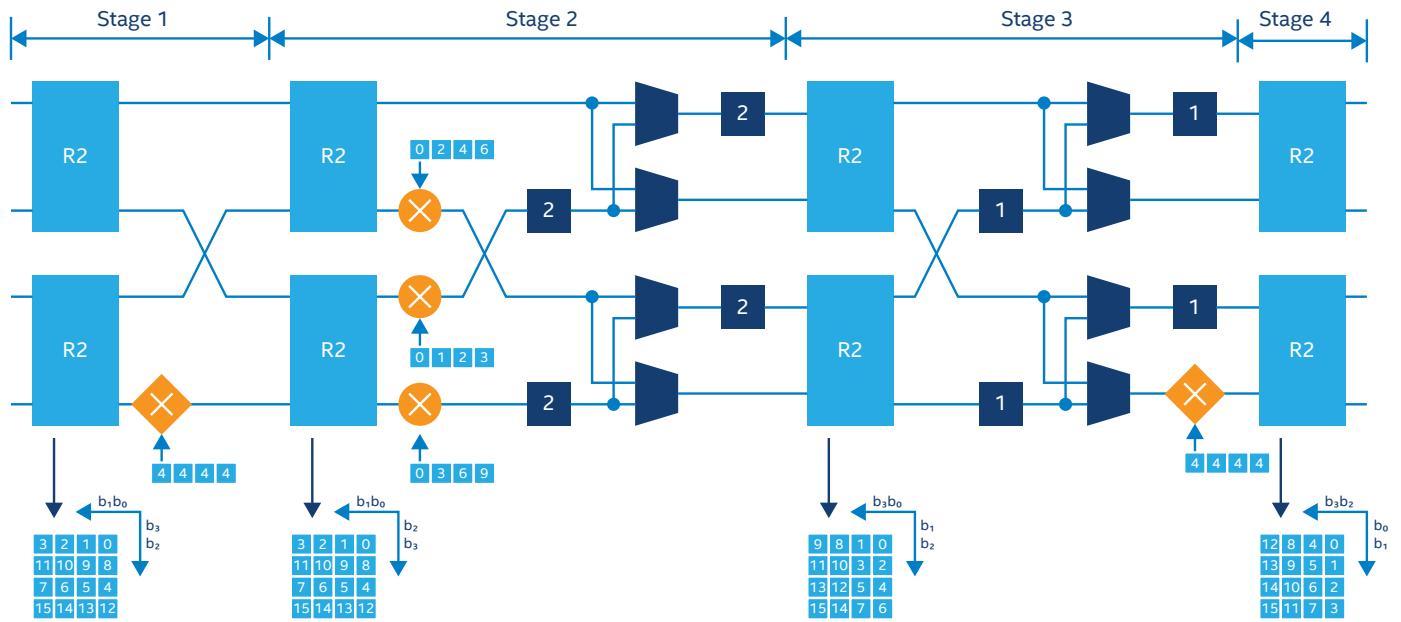 Stage 1 Stage 2 Stage 3 Stage 4
2 1
R2 R2 R2 R2
0 2 4 6
2 1
2 1
R2 R2 R2 R2
0 1 2 3
2 1
4 4 4 4 0 3 6 9 4 4 4 4
b₁b₀ b₁b₀ b₃b₀ b₃b₂
b₃ b₂ b₁ b₀
b₂ b₃ b₂ b₁
3 2 1 0 3 2 1 0 9 8 1 0 12 8 4 0
11 10 9 8 11 10 9 8 11 10 3 2 13 9 5 1
7 6 5 4 7 6 5 4 13 12 5 4 14 10 6 2
15 14 13 12 15 14 13 12 15 14 7 6 15 11 7 3